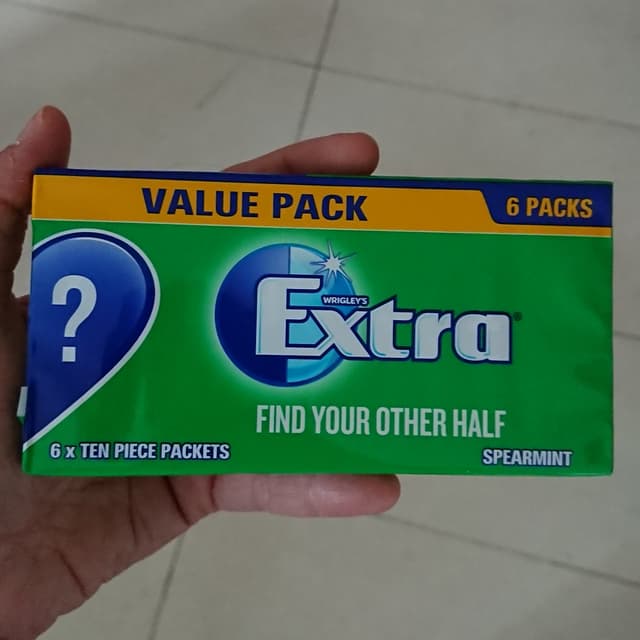 VALUE PACK
6 PACKS
?
WRIGLEY'S
Extra®
FIND YOUR OTHER HALF
6 x TEN PIECE PACKETS
SPEARMINT